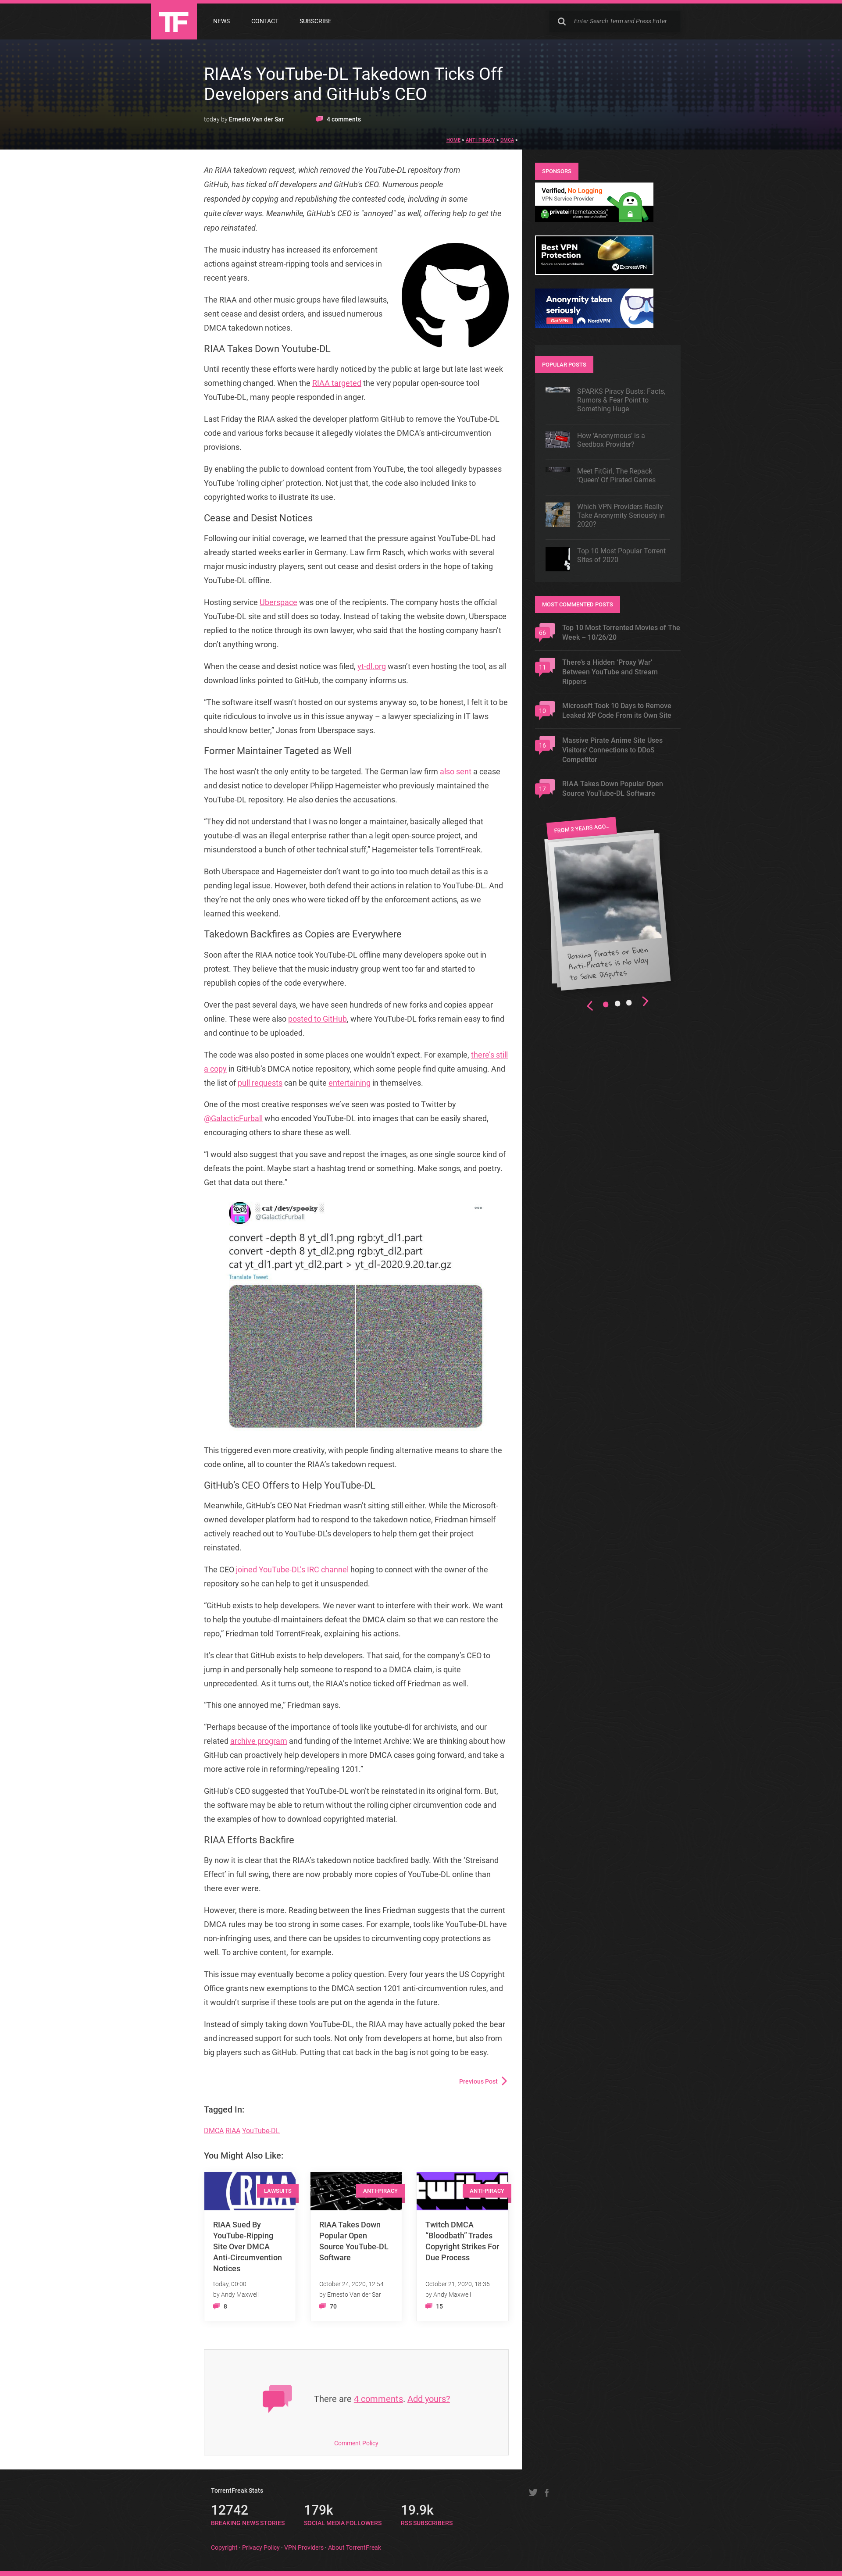 TF
NEWS
CONTACT
SUBSCRIBE
Enter Search Term and Press Enter
RIAA’s YouTube-DL Takedown Ticks Off
Developers and GitHub’s CEO
today by Ernesto Van der Sar
4 comments
HOME > ANTI-PIRACY > DMCA >
An RIAA takedown request, which removed the YouTube-DL repository from
GitHub, has ticked off developers and GitHub's CEO. Numerous people
responded by copying and republishing the contested code, including in some
quite clever ways. Meanwhile, GitHub's CEO is "annoyed" as well, offering help to get the
repo reinstated.
The music industry has increased its enforcement
actions against stream-ripping tools and services in
recent years.
The RIAA and other music groups have filed lawsuits,
sent cease and desist orders, and issued numerous
DMCA takedown notices.
RIAA Takes Down Youtube-DL
Until recently these efforts were hardly noticed by the public at large but late last week
something changed. When the RIAA targeted the very popular open-source tool
YouTube-DL, many people responded in anger.
Last Friday the RIAA asked the developer platform GitHub to remove the YouTube-DL
code and various forks because it allegedly violates the DMCA’s anti-circumvention
provisions.
By enabling the public to download content from YouTube, the tool allegedly bypasses
YouTube ‘rolling cipher’ protection. Not just that, the code also included links to
copyrighted works to illustrate its use.
Cease and Desist Notices
Following our initial coverage, we learned that the pressure against YouTube-DL had
already started weeks earlier in Germany. Law firm Rasch, which works with several
major music industry players, sent out cease and desist orders in the hope of taking
YouTube-DL offline.
Hosting service Uberspace was one of the recipients. The company hosts the official
YouTube-DL site and still does so today. Instead of taking the website down, Uberspace
replied to the notice through its own lawyer, who said that the hosting company hasn’t
don’t anything wrong.
When the cease and desist notice was filed, yt-dl.org wasn’t even hosting the tool, as all
download links pointed to GitHub, the company informs us.
“The software itself wasn’t hosted on our systems anyway so, to be honest, I felt it to be
quite ridiculous to involve us in this issue anyway – a lawyer specializing in IT laws
should know better,” Jonas from Uberspace says.
Former Maintainer Tageted as Well
The host wasn’t the only entity to be targeted. The German law firm also sent a cease
and desist notice to developer Philipp Hagemeister who previously maintained the
YouTube-DL repository. He also denies the accusations.
“They did not understand that I was no longer a maintainer, basically alleged that
youtube-dl was an illegal enterprise rather than a legit open-source project, and
misunderstood a bunch of other technical stuff,” Hagemeister tells TorrentFreak.
Both Uberspace and Hagemeister don’t want to go into too much detail as this is a
pending legal issue. However, both defend their actions in relation to YouTube-DL. And
they’re not the only ones who were ticked off by the enforcement actions, as we
learned this weekend.
Takedown Backfires as Copies are Everywhere
Soon after the RIAA notice took YouTube-DL offline many developers spoke out in
protest. They believe that the music industry group went too far and started to
republish copies of the code everywhere.
Over the past several days, we have seen hundreds of new forks and copies appear
online. These were also posted to GitHub, where YouTube-DL forks remain easy to find
and continue to be uploaded.
The code was also posted in some places one wouldn’t expect. For example, there’s still
a copy in GitHub’s DMCA notice repository, which some people find quite amusing. And
the list of pull requests can be quite entertaining in themselves.
One of the most creative responses we’ve seen was posted to Twitter by
@GalacticFurball who encoded YouTube-DL into images that can be easily shared,
encouraging others to share these as well.
“I would also suggest that you save and repost the images, as one single source kind of
defeats the point. Maybe start a hashtag trend or something. Make songs, and poetry.
Get that data out there.”
cat /dev/spooky
@GalacticFurball
convert -depth 8 yt_dl1.png rgb:yt_dl1.part
convert -depth 8 yt_dl2.png rgb:yt_dl2.part
cat yt_dl1.part yt_dl2.part > yt_dl-2020.9.20.tar.gz
Translate Tweet
This triggered even more creativity, with people finding alternative means to share the
code online, all to counter the RIAA’s takedown request.
GitHub’s CEO Offers to Help YouTube-DL
Meanwhile, GitHub’s CEO Nat Friedman wasn’t sitting still either. While the Microsoft-
owned developer platform had to respond to the takedown notice, Friedman himself
actively reached out to YouTube-DL’s developers to help them get their project
reinstated.
The CEO joined YouTube-DL’s IRC channel hoping to connect with the owner of the
repository so he can help to get it unsuspended.
“GitHub exists to help developers. We never want to interfere with their work. We want
to help the youtube-dl maintainers defeat the DMCA claim so that we can restore the
repo,” Friedman told TorrentFreak, explaining his actions.
It’s clear that GitHub exists to help developers. That said, for the company’s CEO to
jump in and personally help someone to respond to a DMCA claim, is quite
unprecedented. As it turns out, the RIAA’s notice ticked off Friedman as well.
“This one annoyed me,” Friedman says.
“Perhaps because of the importance of tools like youtube-dl for archivists, and our
related archive program and funding of the Internet Archive: We are thinking about how
GitHub can proactively help developers in more DMCA cases going forward, and take a
more active role in reforming/repealing 1201.”
GitHub’s CEO suggested that YouTube-DL won’t be reinstated in its original form. But,
the software may be able to return without the rolling cipher circumvention code and
the examples of how to download copyrighted material.
RIAA Efforts Backfire
By now it is clear that the RIAA’s takedown notice backfired badly. With the ‘Streisand
Effect’ in full swing, there are now probably more copies of YouTube-DL online than
there ever were.
However, there is more. Reading between the lines Friedman suggests that the current
DMCA rules may be too strong in some cases. For example, tools like YouTube-DL have
non-infringing uses, and there can be upsides to circumventing copy protections as
well. To archive content, for example.
This issue may eventually become a policy question. Every four years the US Copyright
Office grants new exemptions to the DMCA section 1201 anti-circumvention rules, and
it wouldn’t surprise if these tools are put on the agenda in the future.
Instead of simply taking down YouTube-DL, the RIAA may have actually poked the bear
and increased support for such tools. Not only from developers at home, but also from
big players such as GitHub. Putting that cat back in the bag is not going to be easy.
Previous Post
Tagged In:
DMCA RIAA YouTube-DL
You Might Also Like:
RIAA
LAWSUITS
RIAA Sued By
YouTube-Ripping
Site Over DMCA
Anti-Circumvention
Notices
today, 00:00
by Andy Maxwell
8
ANTI-PIRACY
RIAA Takes Down
Popular Open
Source YouTube-DL
Software
October 24, 2020, 12:54
by Ernesto Van der Sar
70
twitch
ANTI-PIRACY
Twitch DMCA
“Bloodbath” Trades
Copyright Strikes For
Due Process
October 21, 2020, 18:36
by Andy Maxwell
15
There are 4 comments. Add yours?
Comment Policy
SPONSORS
Verified, No Logging
VPN Service Provider
privateinternetaccess
always use protection
Best VPN
Protection
Secure servers worldwide
ExpressVPN
Anonymity taken
seriously
Get VPN
NordVPN
POPULAR POSTS
SPARKS Piracy Busts: Facts,
Rumors & Fear Point to
Something Huge
How ‘Anonymous’ is a
Seedbox Provider?
Meet FitGirl, The Repack
‘Queen’ Of Pirated Games
Which VPN Providers Really
Take Anonymity Seriously in
2020?
Top 10 Most Popular Torrent
Sites of 2020
MOST COMMENTED POSTS
66
Top 10 Most Torrented Movies of The
Week – 10/26/20
11
There’s a Hidden ‘Proxy War’
Between YouTube and Stream
Rippers
10
Microsoft Took 10 Days to Remove
Leaked XP Code From its Own Site
16
Massive Pirate Anime Site Uses
Visitors’ Connections to DDoS
Competitor
17
RIAA Takes Down Popular Open
Source YouTube-DL Software
FROM 2 YEARS AGO…
Doxxing Pirates or Even
Anti-Pirates is No Way
to Solve Disputes
TorrentFreak Stats
12742
BREAKING NEWS STORIES
179k
SOCIAL MEDIA FOLLOWERS
19.9k
RSS SUBSCRIBERS
Copyright - Privacy Policy - VPN Providers - About TorrentFreak